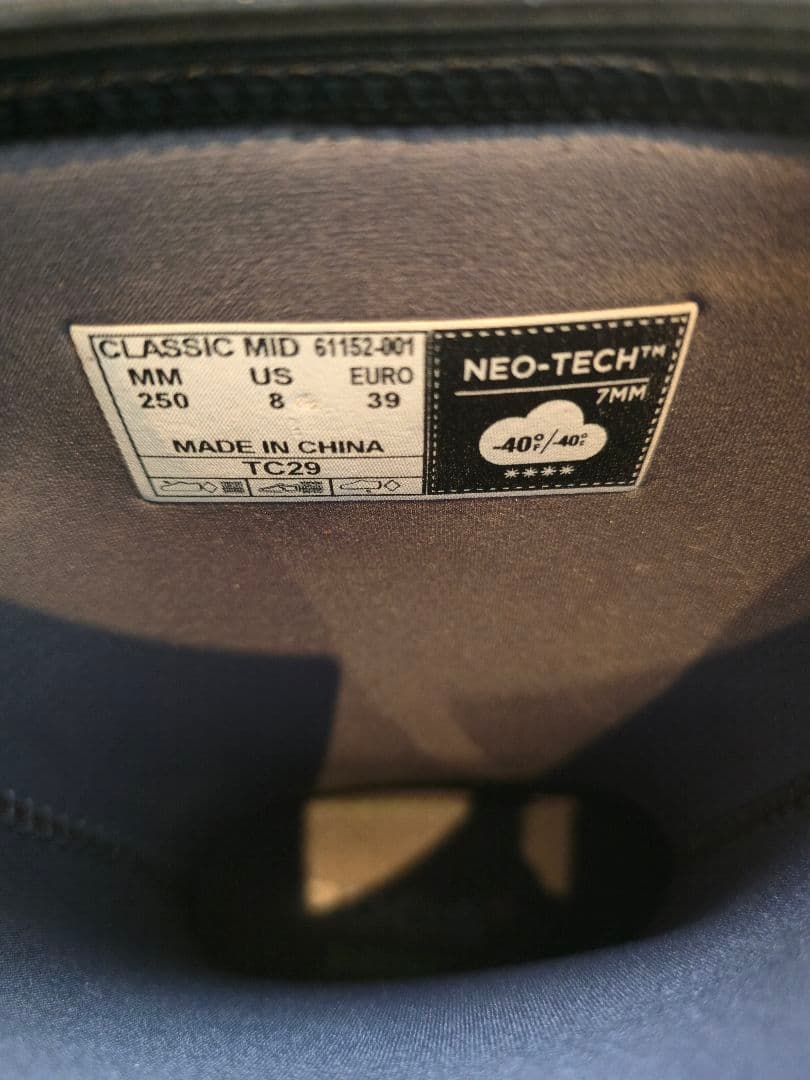 CLASSIC MID 61152-001
MM US EURO
250 8 39
MADE IN CHINA
TC29
NEO-TECH™
7MM
-40°F/-40°F
****